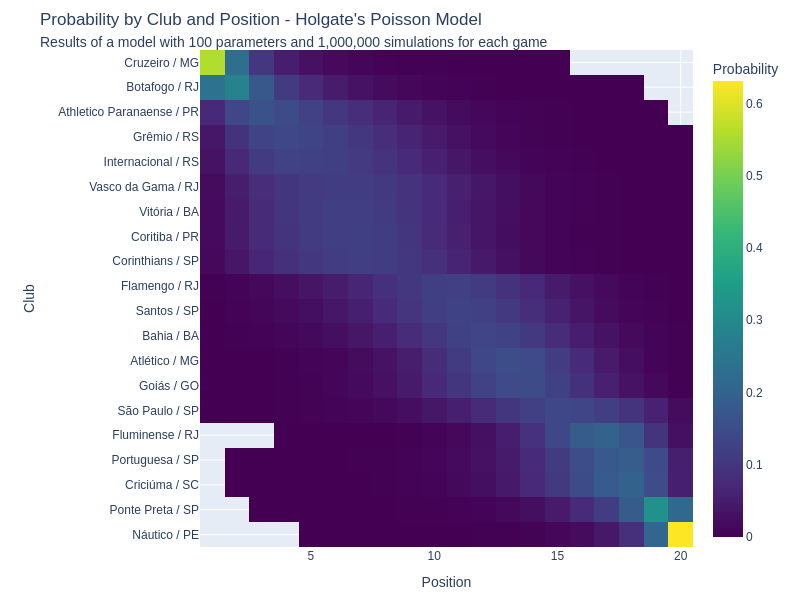 Probability by Club and Position - Holgate's Poisson Model
Results of a model with 100 parameters and 1,000,000 simulations for each game
Probability
Cruzeiro / MG
Botafogo / RJ
Athletico Paranaense / PR
Grêmio / RS
Internacional / RS
Vasco da Gama / RJ
Vitória / BA
Coritiba / PR
Corinthians / SP
Flamengo / RJ
Santos / SP
Bahia / BA
Atlético / MG
Goiás / GO
São Paulo / SP
Fluminense / RJ
Portuguesa / SP
Criciúma / SC
Ponte Preta / SP
Náutico / PE
Club
5
10
15
20
Position
0.6
0.5
0.4
0.3
0.2
0.1
0